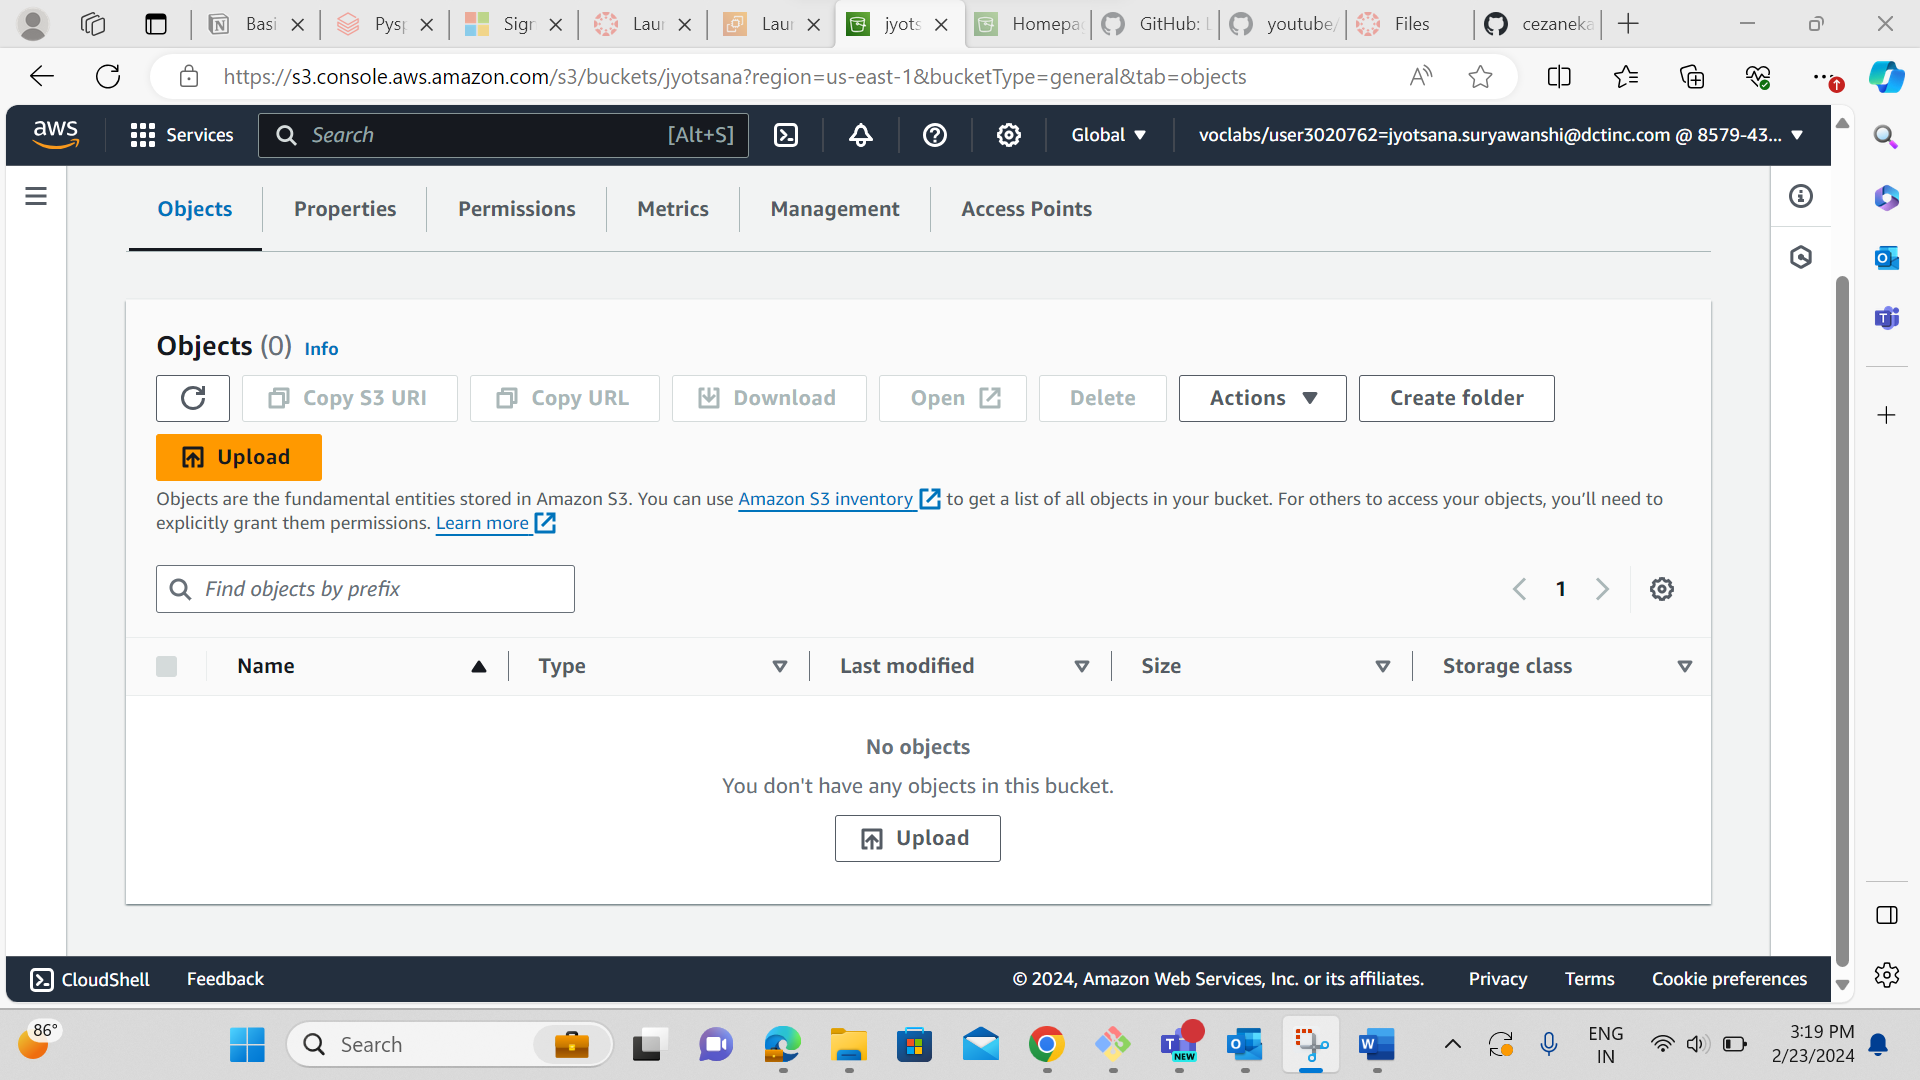 Basi
Pysp
Sign
Laun
Laun
jyots
Homepa
GitHub: L
youtube/
Files
cezaneka
https://s3.console.aws.amazon.com/s3/buckets/jyotsana?region=us-east-1&bucketType=general&tab=objects
aws
Services
Search
[Alt+S]
Global
voclabs/user3020762=jyotsana.suryawanshi@dctinc.com @ 8579-43...
Objects
Properties
Permissions
Metrics
Management
Access Points
Objects (0) Info
Copy S3 URI
Copy URL
Download
Open
Delete
Actions
Create folder
Upload
Objects are the fundamental entities stored in Amazon S3. You can use Amazon S3 inventory to get a list of all objects in your bucket. For others to access your objects, you’ll need to
explicitly grant them permissions. Learn more
Find objects by prefix
1
Name
Type
Last modified
Size
Storage class
No objects
You don't have any objects in this bucket.
Upload
CloudShell
Feedback
© 2024, Amazon Web Services, Inc. or its affiliates.
Privacy
Terms
Cookie preferences
86°
Search
NEW
ENG
IN
3:19 PM
2/23/2024